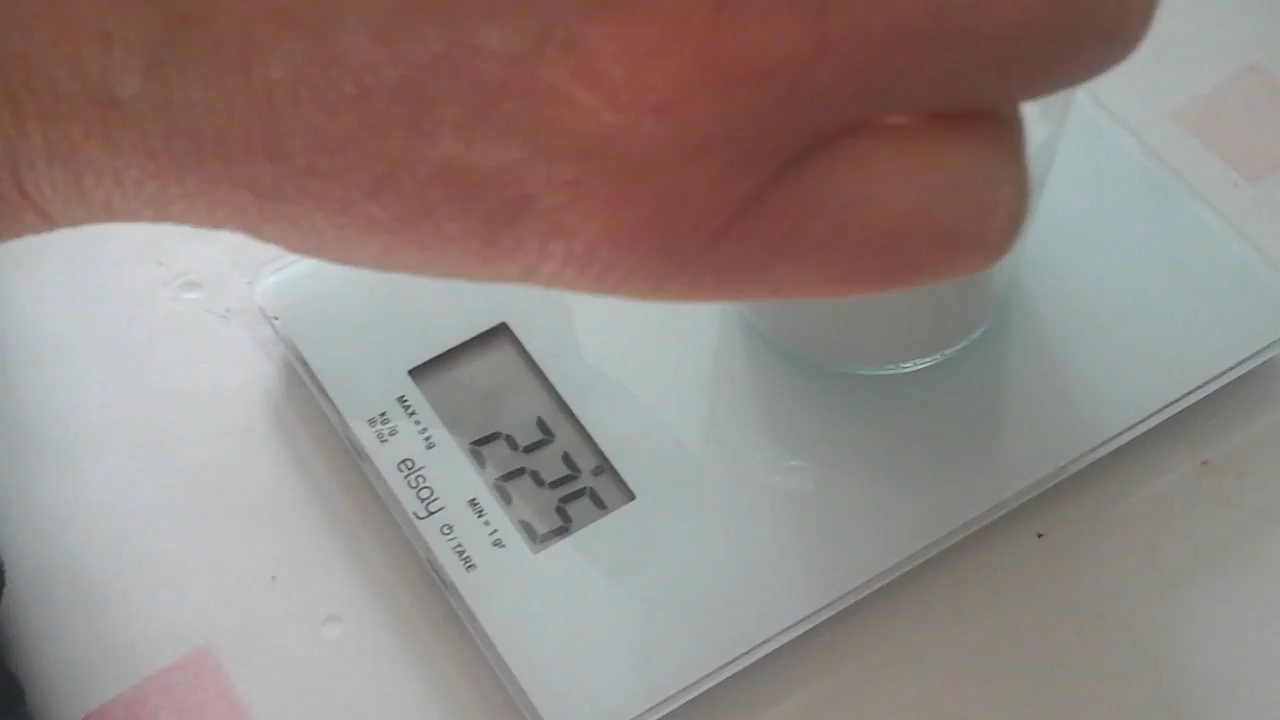 225 g
MAX = 5 kg
MIN = 1 gr
kg/g
lb/oz
elsay
/ TARE